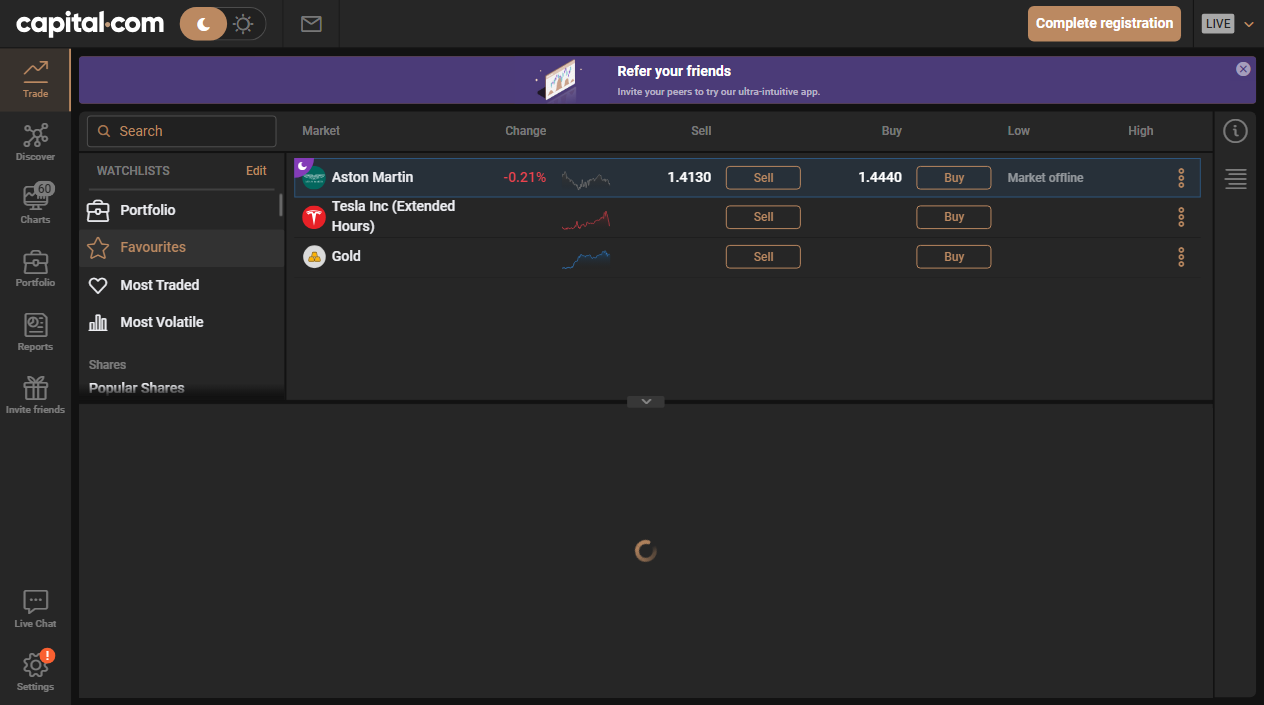 capital.com
Complete registration
LIVE
Trade
Refer your friends
Invite your peers to try our ultra-intuitive app.
Search
Market Change Sell Buy Low High
Discover
WATCHLISTS Edit
Aston Martin -0.21% 1.4130 Sell 1.4440 Buy Market offline
60
Charts
Portfolio
Tesla Inc (Extended
Hours) Sell Buy
Favourites
Gold Sell Buy
Portfolio
Most Traded
Most Volatile
Reports
Shares
Popular Shares
Invite friends
Live Chat
!
Settings